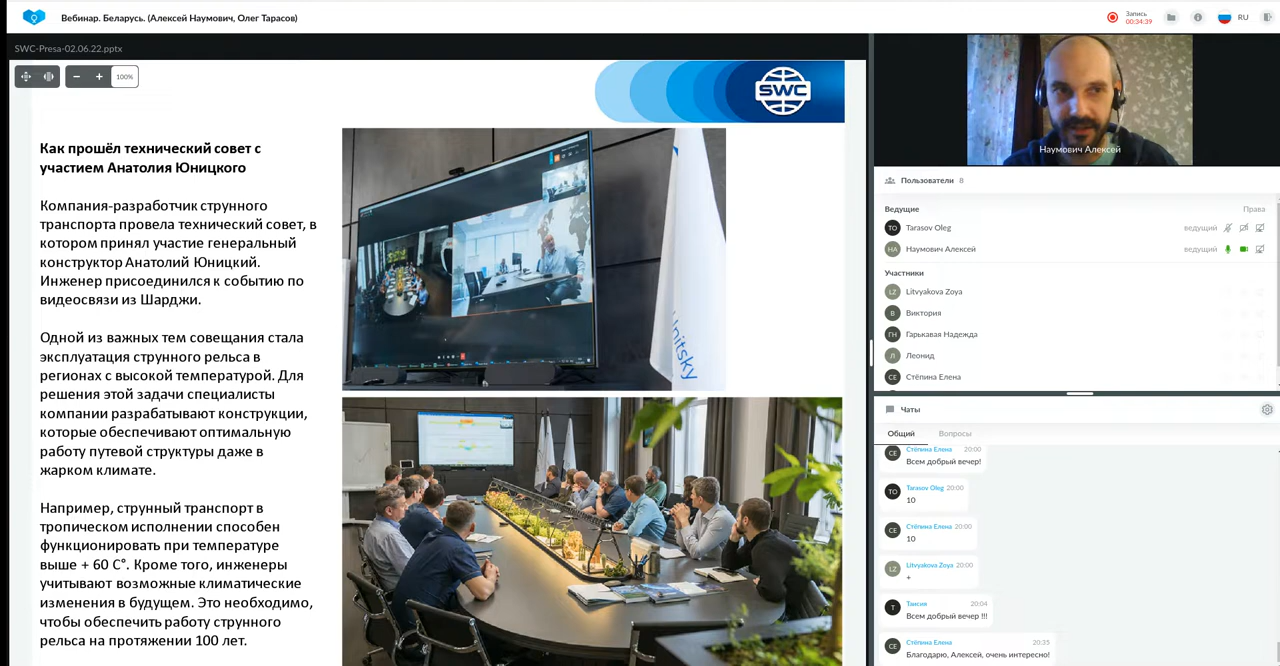 Вебинар. Беларусь. (Алексей Наумович, Олег Тарасов)
Запись
00:34:39
RU
SWC-Presa-02.06.22.pptx
100%
SWC
Как прошёл технический совет с
участием Анатолия Юницкого
Компания-разработчик струнного
транспорта провела технический совет, в
котором принял участие генеральный
конструктор Анатолий Юницкий.
Инженер присоединился к событию по
видеосвязи из Шарджи.
Одной из важных тем совещания стала
эксплуатация струнного рельса в
регионах с высокой температурой. Для
решения этой задачи специалисты
компании разрабатывают конструкции,
которые обеспечивают оптимальную
работу путевой структуры даже в
жарком климате.
Например, струнный транспорт в
тропическом исполнении способен
функционировать при температуре
выше + 60 С°. Кроме того, инженеры
учитывают возможные климатические
изменения в будущем. Это необходимо,
чтобы обеспечить работу струнного
рельса на протяжении 100 лет.
Unitsky
Наумович Алексей
Пользователи 8
Ведущие
Права
TO Tarasov Oleg ведущий
НА Наумович Алексей ведущий
Участники
LZ Litvyakova Zoya
В Виктория
ГН Гарькавая Надежда
Л Леонид
СЕ Стёпина Елена
Чаты
Общий Вопросы
СЕ Стёпина Елена 20:00
Всем добрый вечер!
TO Tarasov Oleg 20:00
10
СЕ Стёпина Елена 20:00
10
LZ Litvyakova Zoya 20:00
+
Т Таисия 20:04
Всем добрый вечер !!!
СЕ Стёпина Елена 20:35
Благодарю, Алексей, очень интересно!